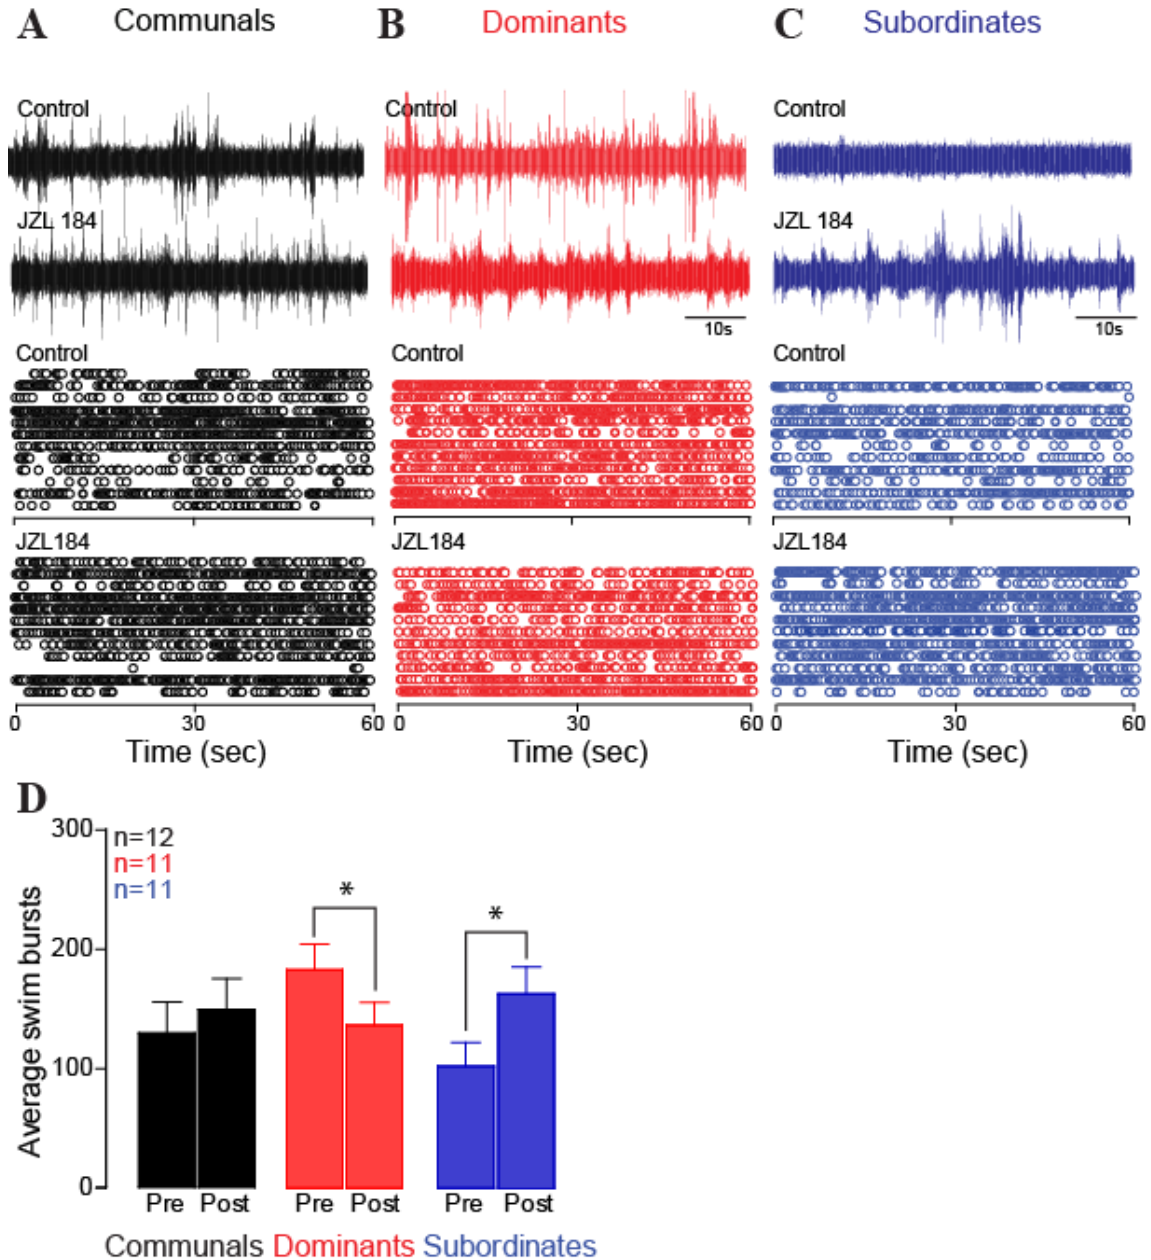 A Communals
B Dominants
C Subordinates
Control
Control
Control
JZL 184
JZL 184
10s
10s
Control
Control
Control
JZL184
JZL184
JZL184
0 30 60
0 30 60
0 30 60
Time (sec)
Time (sec)
Time (sec)
D
300
200
100
0
Average swim bursts
n=12
n=11
n=11
*
*
Pre Post
Pre Post
Pre Post
Communals Dominants Subordinates